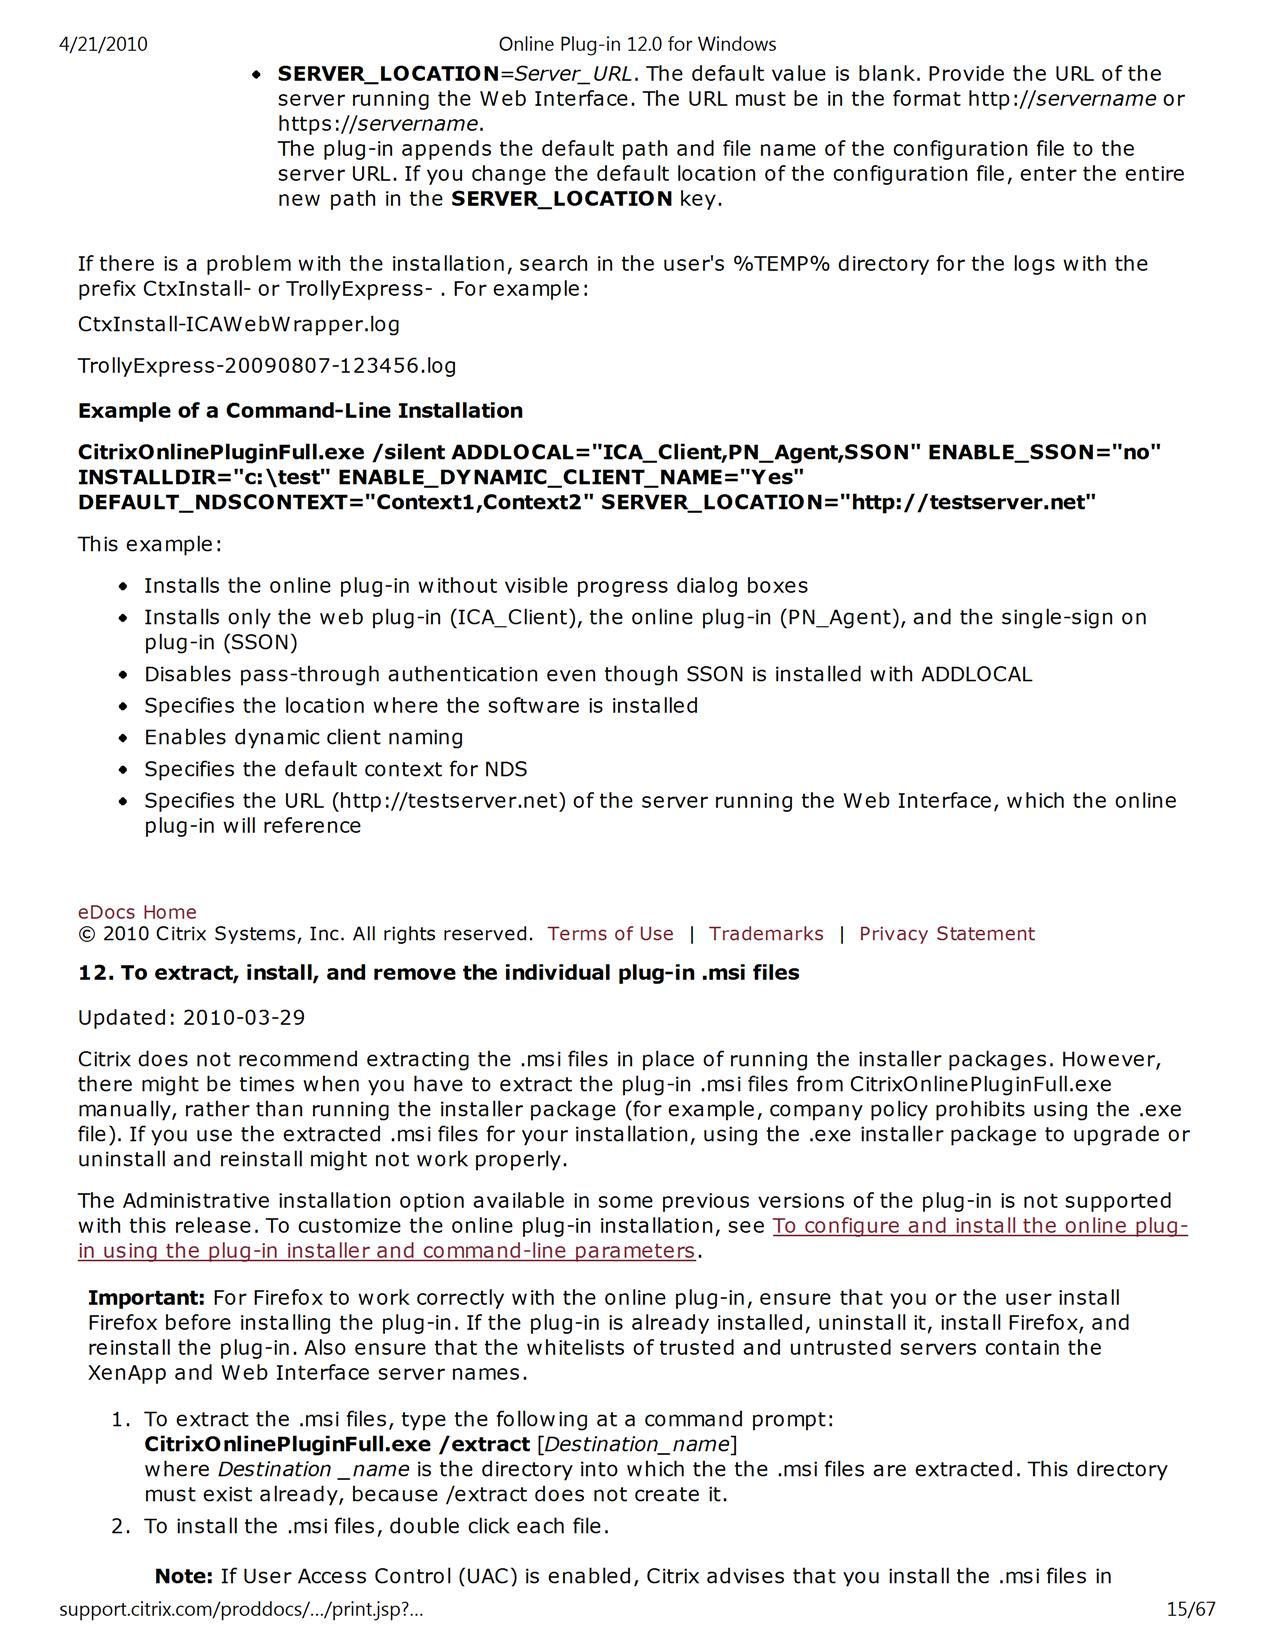 4/21/2010 Online Plug-in 12.0 for Windows
• SERVER_LOCATION=Server_URL. The default value is blank. Provide the URL of the
server running the Web Interface. The URL must be in the format http://servername or
https://servername.
The plug-in appends the default path and file name of the configuration file to the
server URL. If you change the default location of the configuration file, enter the entire
new path in the SERVER_LOCATION key.
If there is a problem with the installation, search in the user's %TEMP% directory for the logs with the
prefix CtxInstall- or TrollyExpress- . For example:
CtxInstall-ICAWebWrapper.log
TrollyExpress-20090807-123456.log
Example of a Command-Line Installation
CitrixOnlinePluginFull.exe /silent ADDLOCAL="ICA_Client,PN_Agent,SSON" ENABLE_SSON="no"
INSTALLDIR="c:\test" ENABLE_DYNAMIC_CLIENT_NAME="Yes"
DEFAULT_NDSCONTEXT="Context1,Context2" SERVER_LOCATION="http://testserver.net"
This example:
• Installs the online plug-in without visible progress dialog boxes
• Installs only the web plug-in (ICA_Client), the online plug-in (PN_Agent), and the single-sign on
plug-in (SSON)
• Disables pass-through authentication even though SSON is installed with ADDLOCAL
• Specifies the location where the software is installed
• Enables dynamic client naming
• Specifies the default context for NDS
• Specifies the URL (http://testserver.net) of the server running the Web Interface, which the online
plug-in will reference
eDocs Home
© 2010 Citrix Systems, Inc. All rights reserved. Terms of Use | Trademarks | Privacy Statement
12. To extract, install, and remove the individual plug-in .msi files
Updated: 2010-03-29
Citrix does not recommend extracting the .msi files in place of running the installer packages. However,
there might be times when you have to extract the plug-in .msi files from CitrixOnlinePluginFull.exe
manually, rather than running the installer package (for example, company policy prohibits using the .exe
file). If you use the extracted .msi files for your installation, using the .exe installer package to upgrade or
uninstall and reinstall might not work properly.
The Administrative installation option available in some previous versions of the plug-in is not supported
with this release. To customize the online plug-in installation, see To configure and install the online plug-
in using the plug-in installer and command-line parameters.
Important: For Firefox to work correctly with the online plug-in, ensure that you or the user install
Firefox before installing the plug-in. If the plug-in is already installed, uninstall it, install Firefox, and
reinstall the plug-in. Also ensure that the whitelists of trusted and untrusted servers contain the
XenApp and Web Interface server names.
1. To extract the .msi files, type the following at a command prompt:
CitrixOnlinePluginFull.exe /extract [Destination_name]
where Destination _name is the directory into which the the .msi files are extracted. This directory
must exist already, because /extract does not create it.
2. To install the .msi files, double click each file.
Note: If User Access Control (UAC) is enabled, Citrix advises that you install the .msi files in
support.citrix.com/proddocs/.../print.jsp?... 15/67